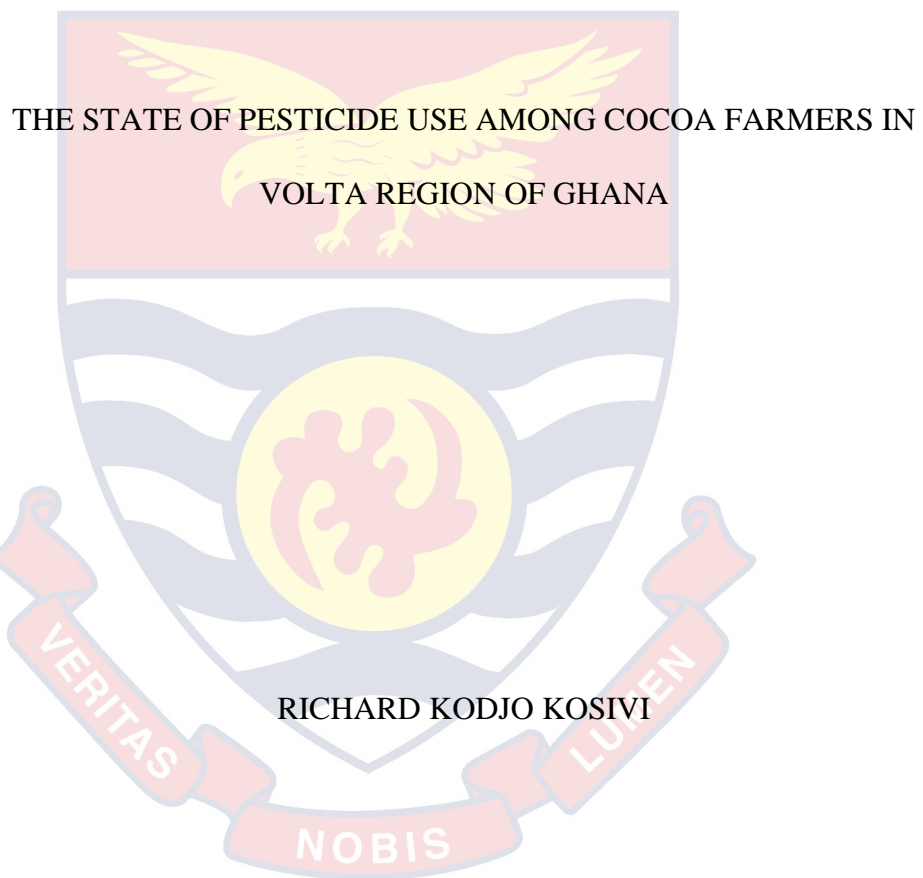 THE STATE OF PESTICIDE USE AMONG COCOA FARMERS IN
VOLTA REGION OF GHANA
RICHARD KODJO KOSIVI
VERITAS
NOBIS
LUMEN